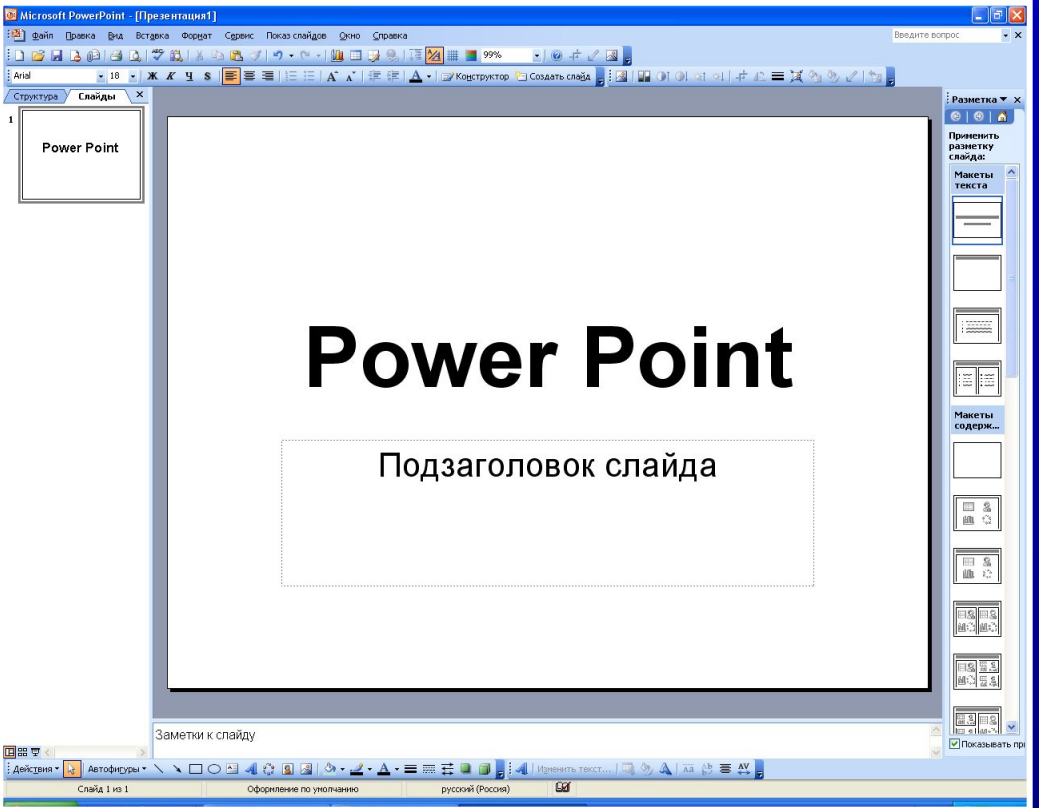 Microsoft PowerPoint - [Презентация1]
Файл Правка Вид Вставка Формат Сервис Показ слайдов Окно Справка Введите вопрос
99%
Arial 18 Ж К Ч S Конструктор Создать слайд
Структура Слайды
1
Power Point
Power Point
Подзаголовок слайда
Заметки к слайду
Разметка
Применить
разметку
слайда:
Макеты
текста
Макеты
содерж...
Показывать при
Действия Автофигуры Изменить текст...
Слайд 1 из 1 Оформление по умолчанию русский (Россия)